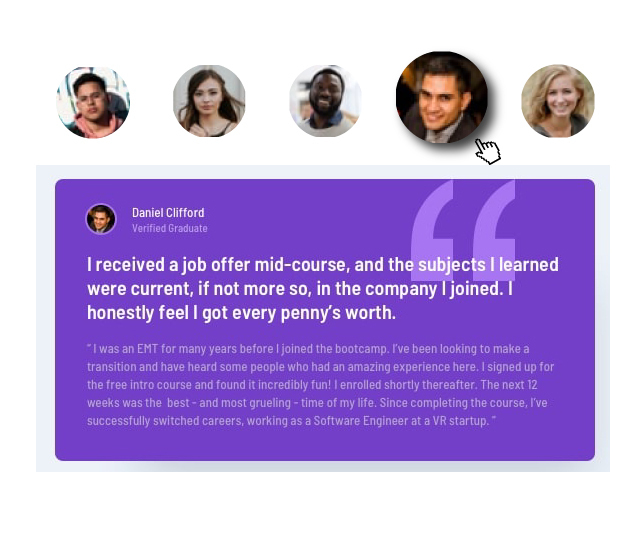 Daniel Clifford
Verified Graduate
I received a job offer mid-course, and the subjects I learned
were current, if not more so, in the company I joined. I
honestly feel I got every penny’s worth.
“ I was an EMT for many years before I joined the bootcamp. I’ve been looking to make a
transition and have heard some people who had an amazing experience here. I signed up for
the free intro course and found it incredibly fun! I enrolled shortly thereafter. The next 12
weeks was the  best - and most grueling - time of my life. Since completing the course, I’ve
successfully switched careers, working as a Software Engineer at a VR startup. ”